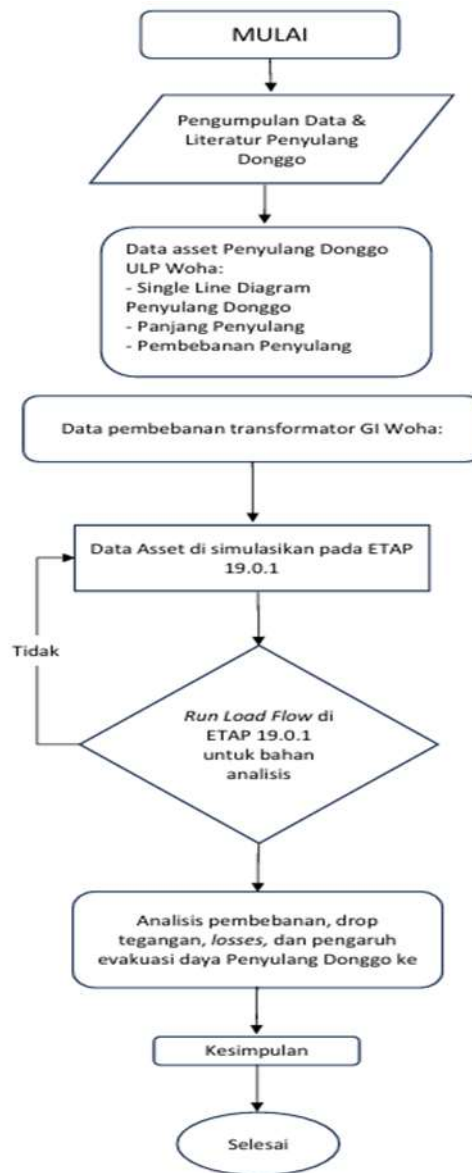 MULAI
Pengumpulan Data &
Literatur Penyulang
Donggo
Data asset Penyulang Donggo
ULP Woha:
- Single Line Diagram
Penyulang Donggo
- Panjang Penyulang
- Pembebanan Penyulang
Data pembebanan transformator GI Woha:
Data Asset di simulasikan pada ETAP
19.0.1
Tidak
Run Load Flow di
ETAP 19.0.1
untuk bahan
analisis
Analisis pembebanan, drop
tegangan, losses, dan pengaruh
evakuasi daya Penyulang Donggo ke
Kesimpulan
Selesai